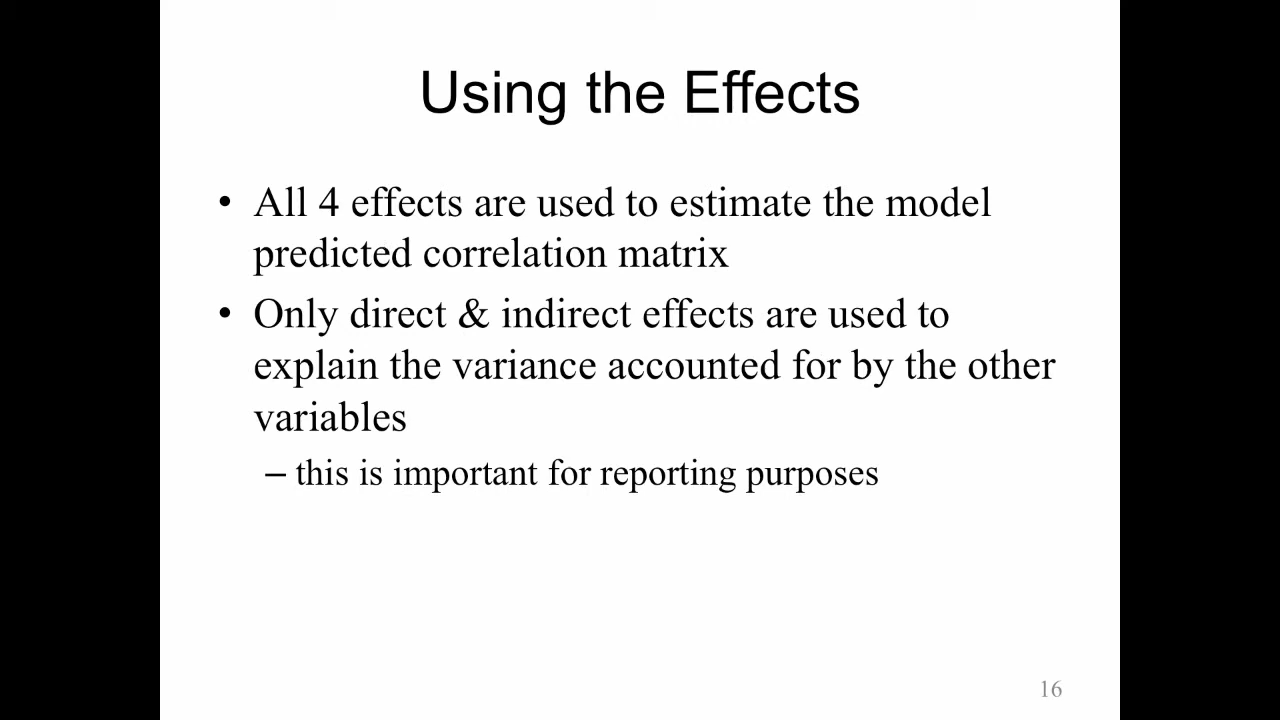 Using the Effects
• All 4 effects are used to estimate the model
predicted correlation matrix
• Only direct & indirect effects are used to
explain the variance accounted for by the other
variables
– this is important for reporting purposes
16